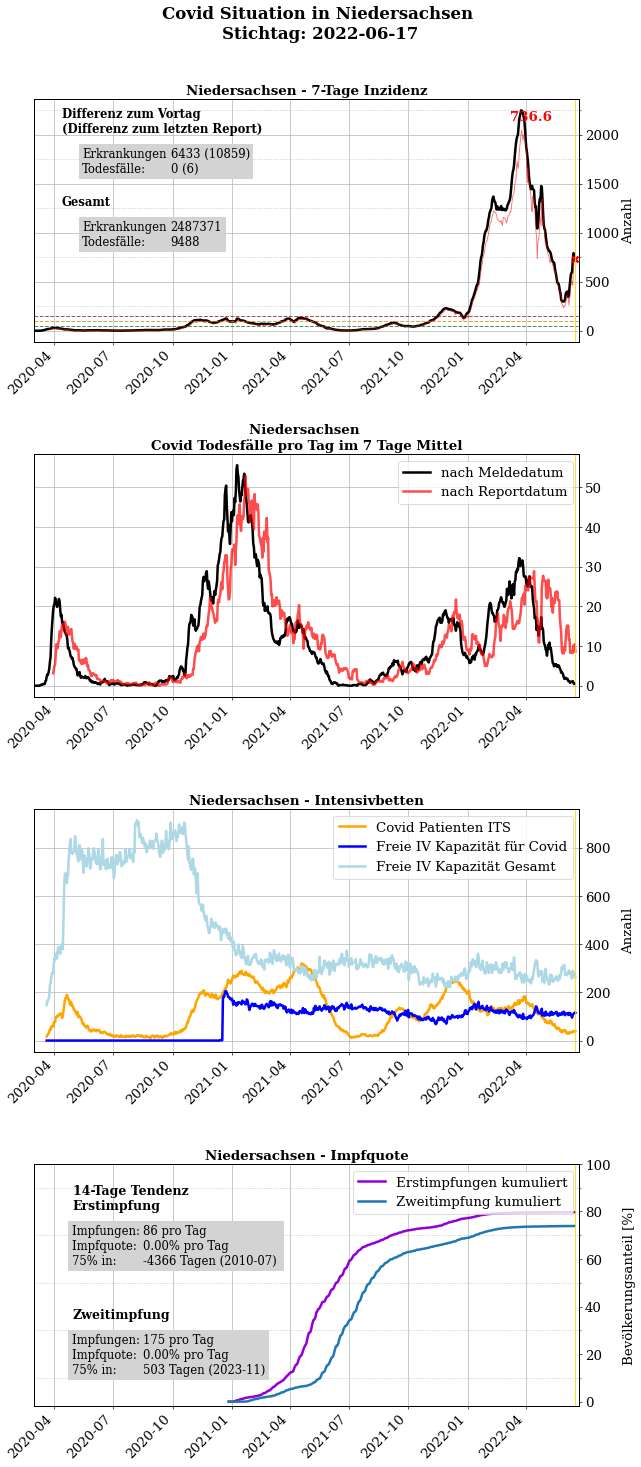 Covid Situation in Niedersachsen
Stichtag: 2022-06-17
Niedersachsen - 7-Tage Inzidenz
Differenz zum Vortag
(Differenz zum letzten Report)
Erkrankungen 6433 (10859)
Todesfälle: 0 (6)
Gesamt
Erkrankungen 2487371
Todesfälle: 9488
736.6
2000
1500
1000
500
0
Anzahl
2020-04 2020-07 2020-10 2021-01 2021-04 2021-07 2021-10 2022-01 2022-04
Niedersachsen
Covid Todesfälle pro Tag im 7 Tage Mittel
nach Meldedatum
nach Reportdatum
50
40
30
20
10
0
2020-04 2020-07 2020-10 2021-01 2021-04 2021-07 2021-10 2022-01 2022-04
Niedersachsen - Intensivbetten
Covid Patienten ITS
Freie IV Kapazität für Covid
Freie IV Kapazität Gesamt
800
600
400
200
0
Anzahl
2020-04 2020-07 2020-10 2021-01 2021-04 2021-07 2021-10 2022-01 2022-04
Niedersachsen - Impfquote
14-Tage Tendenz
Erstimpfung
Impfungen: 86 pro Tag
Impfquote: 0.00% pro Tag
75% in: -4366 Tagen (2010-07)
Zweitimpfung
Impfungen: 175 pro Tag
Impfquote: 0.00% pro Tag
75% in: 503 Tagen (2023-11)
Erstimpfungen kumuliert
Zweitimpfung kumuliert
100
80
60
40
20
0
Bevölkerungsanteil [%]
2020-04 2020-07 2020-10 2021-01 2021-04 2021-07 2021-10 2022-01 2022-04